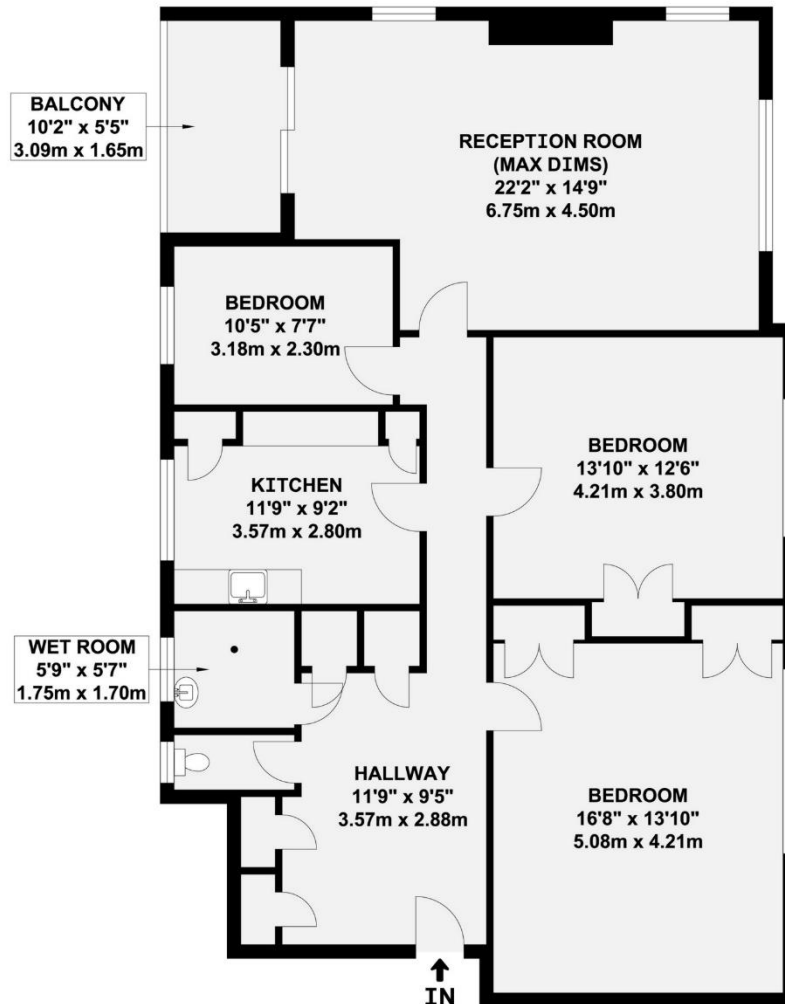 BALCONY
10'2" x 5'5"
3.09m x 1.65m
RECEPTION ROOM
(MAX DIMS)
22'2" x 14'9"
6.75m x 4.50m
BEDROOM
10'5" x 7'7"
3.18m x 2.30m
BEDROOM
13'10" x 12'6"
4.21m x 3.80m
KITCHEN
11'9" x 9'2"
3.57m x 2.80m
WET ROOM
5'9" x 5'7"
1.75m x 1.70m
HALLWAY
11'9" x 9'5"
3.57m x 2.88m
BEDROOM
16'8" x 13'10"
5.08m x 4.21m
IN